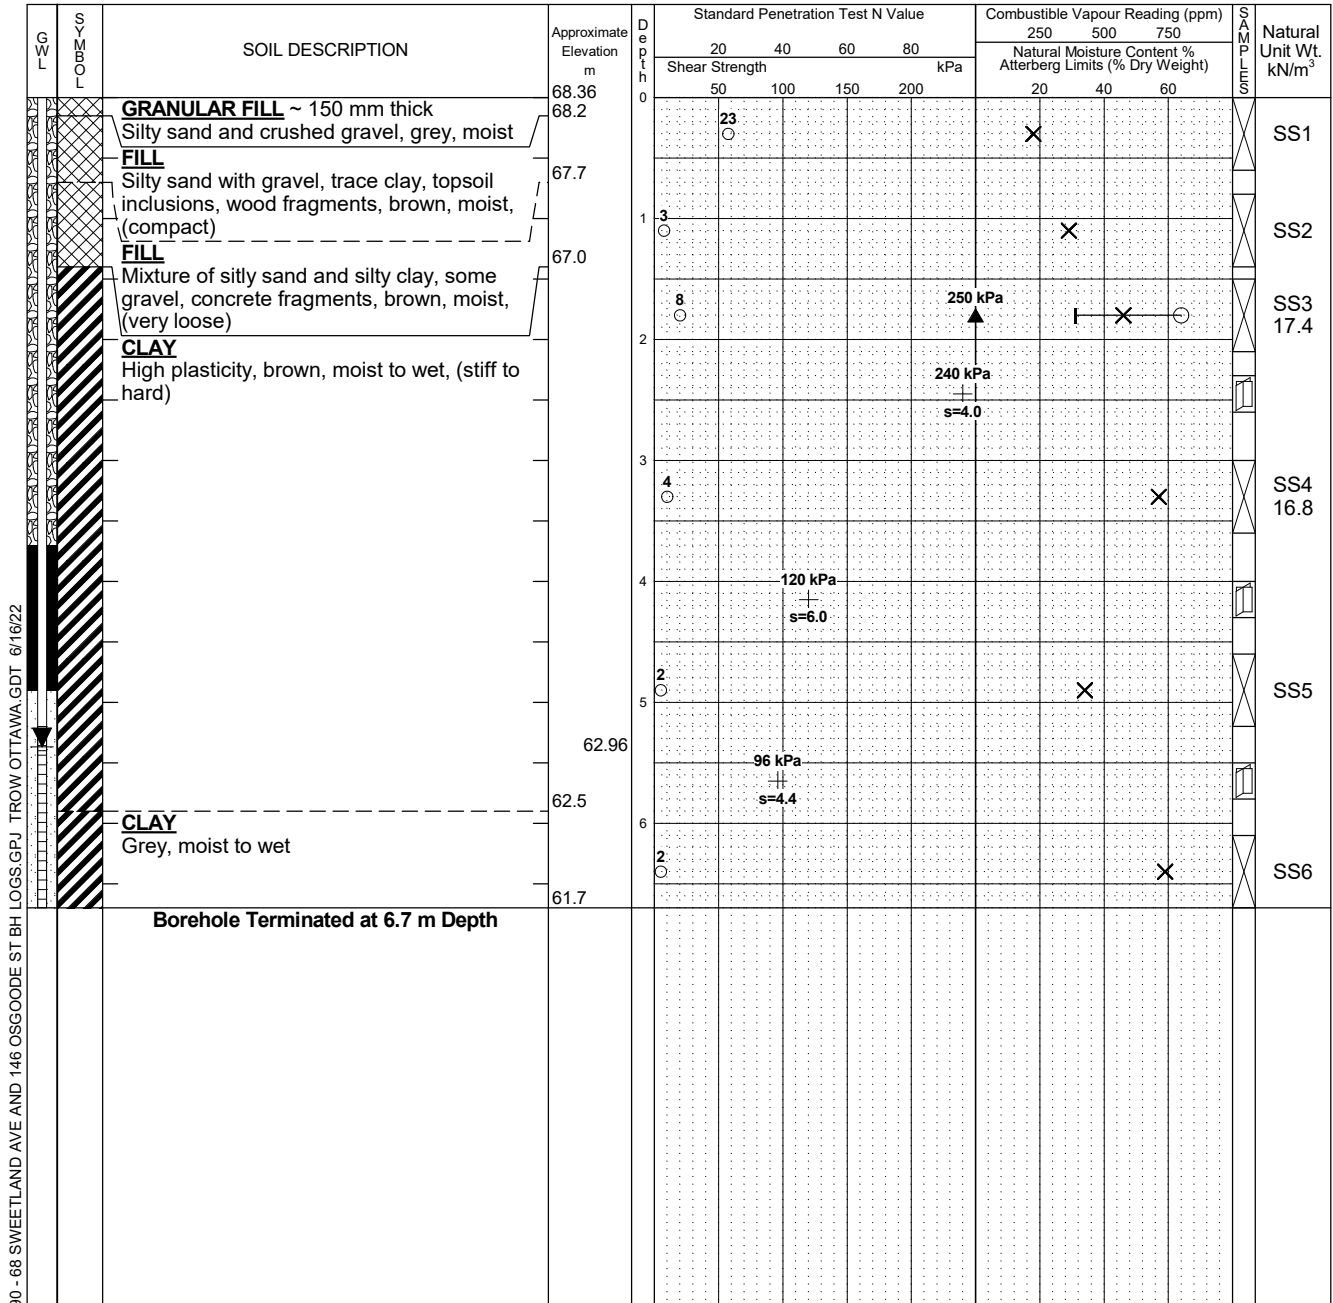 GWL
SYMBOL
SOIL DESCRIPTION
Approximate
Elevation
m
68.36
Depth
Standard Penetration Test N Value
20 40 60 80
Shear Strength kPa
50 100 150 200
Combustible Vapour Reading (ppm)
250 500 750
Natural Moisture Content %
Atterberg Limits (% Dry Weight)
20 40 60
SAMPLES
Natural
Unit Wt.
kN/m³
0
GRANULAR FILL ~ 150 mm thick
68.2
Silty sand and crushed gravel, grey, moist
23
SS1
FILL
67.7
Silty sand with gravel, trace clay, topsoil
inclusions, wood fragments, brown, moist,
(compact)
1
3
SS2
FILL
67.0
Mixture of sitly sand and silty clay, some
gravel, concrete fragments, brown, moist,
(very loose)
8
250 kPa
SS3
17.4
2
CLAY
High plasticity, brown, moist to wet, (stiff to
hard)
240 kPa
s=4.0
3
4
SS4
16.8
4
120 kPa
s=6.0
2
SS5
5
62.96
96 kPa
s=4.4
62.5
6
CLAY
Grey, moist to wet
2
SS6
61.7
Borehole Terminated at 6.7 m Depth
90 - 68 SWEETLAND AVE AND 146 OSGOODE ST BH LOGS.GPJ TROW OTTAWA.GDT 6/16/22